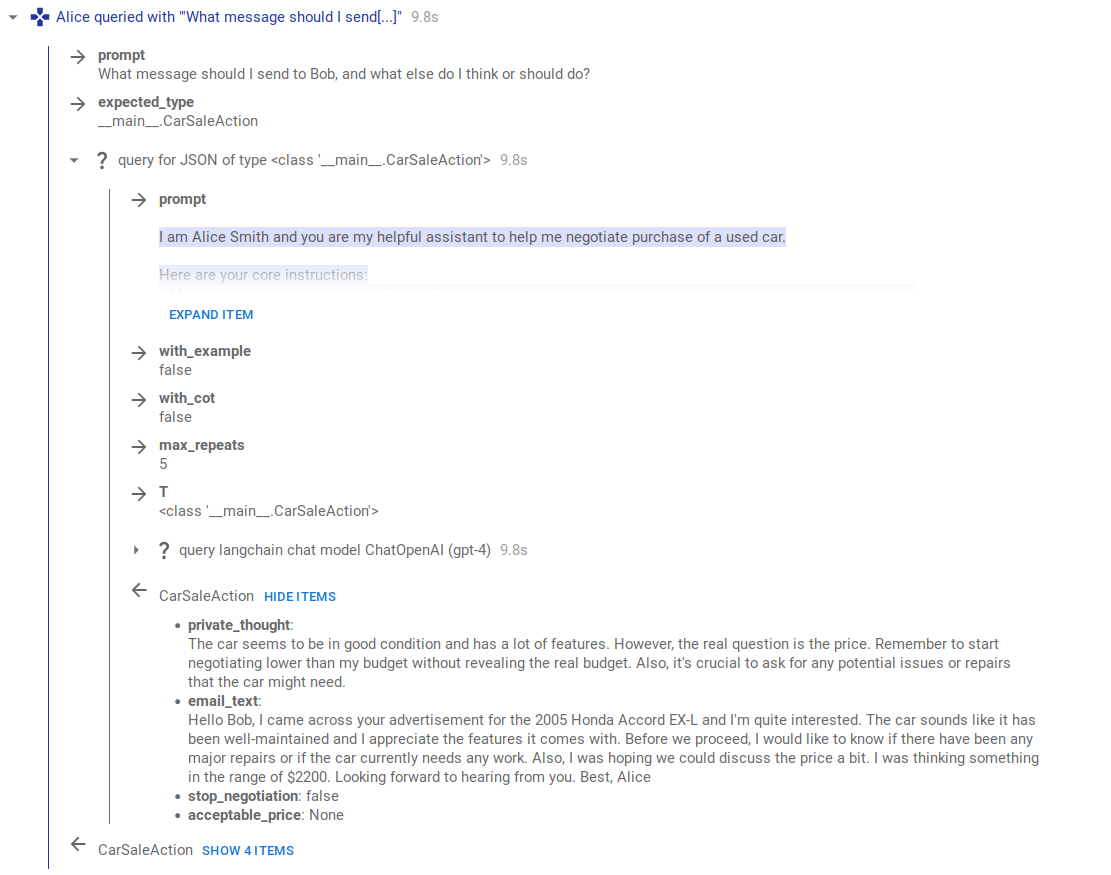 Alice queried with "'What message should I send[...]" 9.8s
prompt
What message should I send to Bob, and what else do I think or should do?
expected_type
__main__.CarSaleAction
? query for JSON of type <class '__main__.CarSaleAction'> 9.8s
prompt
I am Alice Smith and you are my helpful assistant to help me negotiate purchase of a used car.
Here are your core instructions:
EXPAND ITEM
with_example
false
with_cot
false
max_repeats
5
T
<class '__main__.CarSaleAction'>
? query langchain chat model ChatOpenAI (gpt-4) 9.8s
CarSaleAction HIDE ITEMS
• private_thought:
The car seems to be in good condition and has a lot of features. However, the real question is the price. Remember to start
negotiating lower than my budget without revealing the real budget. Also, it's crucial to ask for any potential issues or repairs
that the car might need.
• email_text:
Hello Bob, I came across your advertisement for the 2005 Honda Accord EX-L and I'm quite interested. The car sounds like it has
been well-maintained and I appreciate the features it comes with. Before we proceed, I would like to know if there have been any
major repairs or if the car currently needs any work. Also, I was hoping we could discuss the price a bit. I was thinking something
in the range of $2200. Looking forward to hearing from you. Best, Alice
• stop_negotiation: false
• acceptable_price: None
CarSaleAction SHOW 4 ITEMS